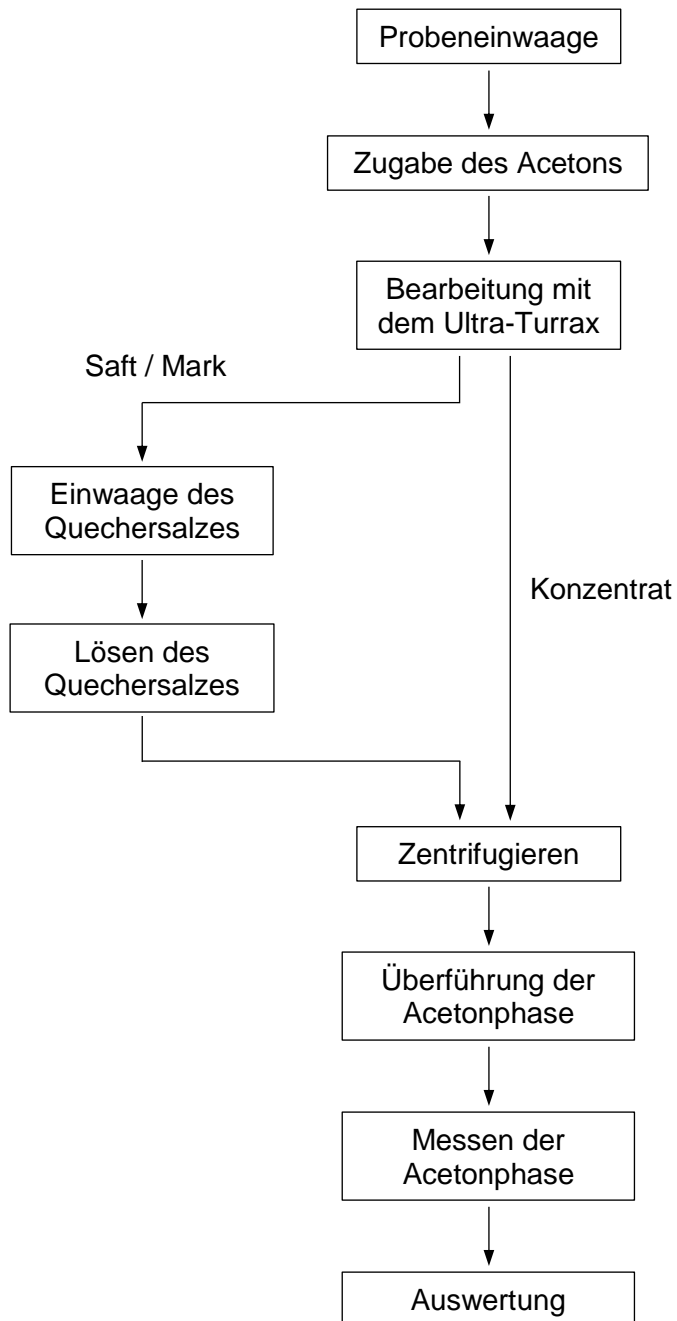 Probeneinwaage
Zugabe des Acetons
Bearbeitung mit
dem Ultra-Turrax
Saft / Mark
Einwaage des
Quechersalzes
Konzentrat
Lösen des
Quechersalzes
Zentrifugieren
Überführung der
Acetonphase
Messen der
Acetonphase
Auswertung